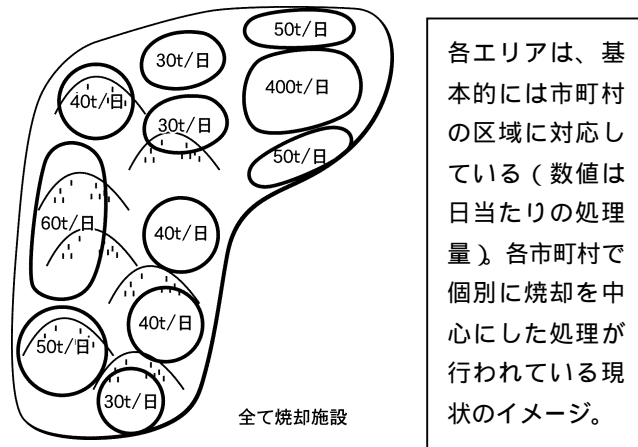 50t/日
30t/日
400t/日
40t/日
30t/日
50t/日
60t/日
40t/日
40t/日
50t/日
30t/日
全て焼却施設
各エリアは、基
本的には市町村
の区域に対応し
ている（数値は
日当たりの処理
量）。各市町村で
個別に焼却を中
心にした処理が
行われている現
状のイメージ。